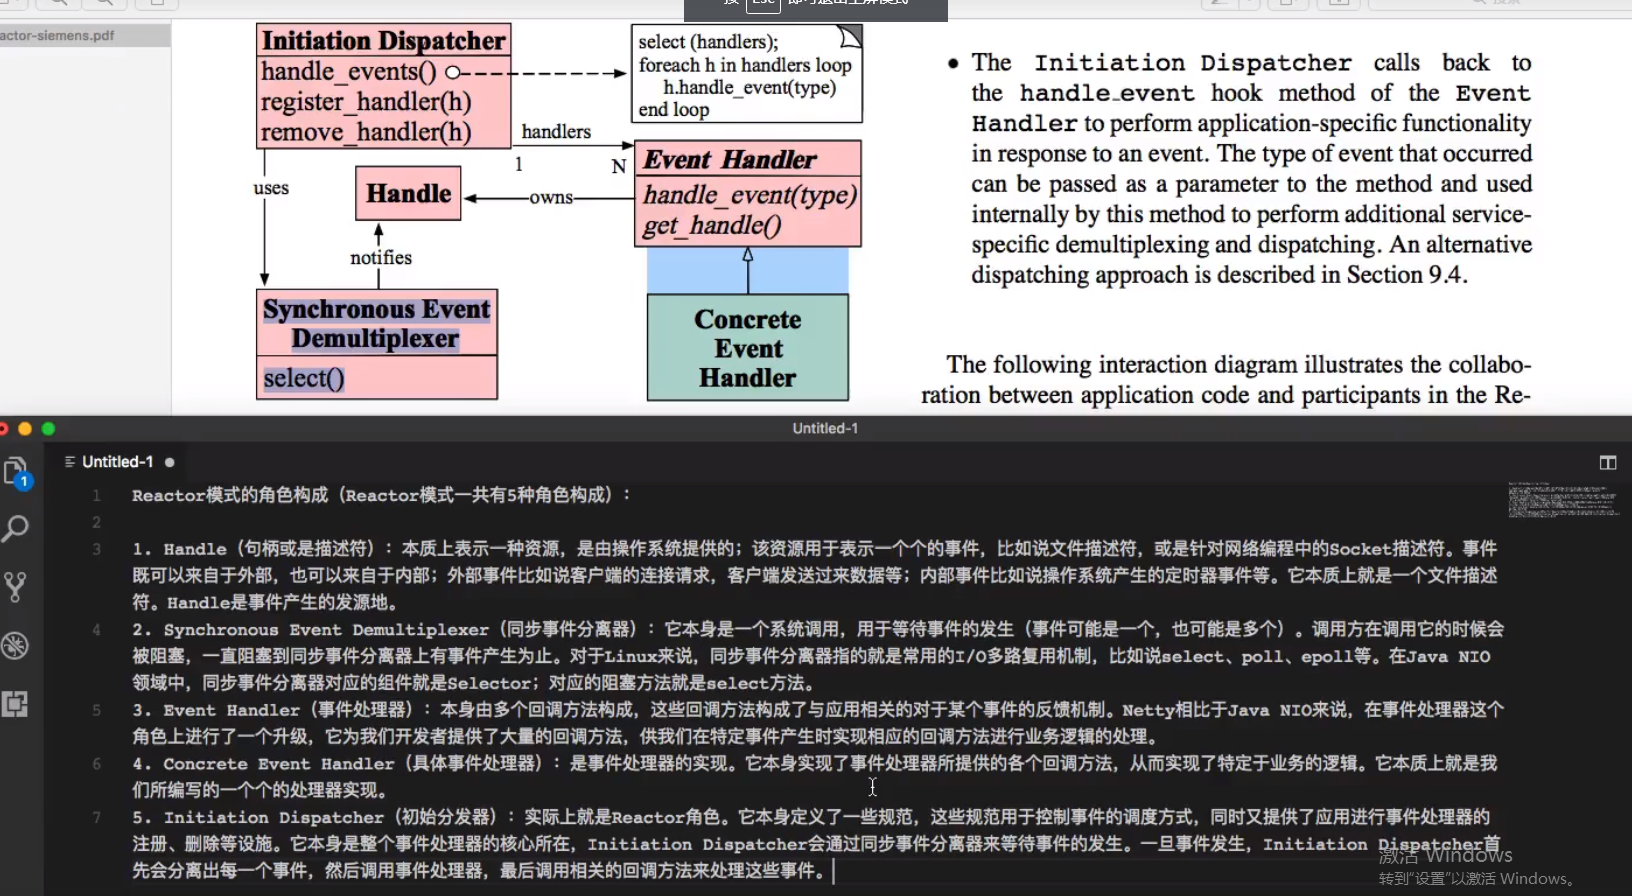 按 Esc 即可退出全屏模式
搜索
actor-siemens.pdf
Initiation Dispatcher
handle_events()
register_handler(h)
remove_handler(h)
select (handlers);
foreach h in handlers loop
h.handle_event(type)
end loop
handlers
1
N
uses
Handle
owns
Event Handler
handle_event(type)
get_handle()
notifies
Synchronous Event
Demultiplexer
select()
Concrete
Event
Handler
• The Initiation Dispatcher calls back to
the handle_event hook method of the Event
Handler to perform application-specific functionality
in response to an event. The type of event that occurred
can be passed as a parameter to the method and used
internally by this method to perform additional service-
specific demultiplexing and dispatching. An alternative
dispatching approach is described in Section 9.4.
The following interaction diagram illustrates the collabo-
ration between application code and participants in the Re-
Untitled-1
1
Untitled-1
1 Reactor模式的角色构成（Reactor模式一共有5种角色构成）：
2
3 1. Handle（句柄或是描述符）：本质上表示一种资源，是由操作系统提供的；该资源用于表示一个个的事件，比如说文件描述符，或是针对网络编程中的Socket描述符。事件
既可以来自于外部，也可以来自于内部；外部事件比如说客户端的连接请求，客户端发送过来数据等；内部事件比如说操作系统产生的定时器事件等。它本质上就是一个文件描述
符。Handle是事件产生的发源地。
4 2. Synchronous Event Demultiplexer（同步事件分离器）：它本身是一个系统调用，用于等待事件的发生（事件可能是一个，也可能是多个）。调用方在调用它的时候会
被阻塞，一直阻塞到同步事件分离器上有事件产生为止。对于Linux来说，同步事件分离器指的就是常用的I/O多路复用机制，比如说select、poll、epoll等。在Java NIO
领域中，同步事件分离器对应的组件就是Selector；对应的阻塞方法就是select方法。
5 3. Event Handler（事件处理器）：本身由多个回调方法构成，这些回调方法构成了与应用相关的对于某个事件的反馈机制。Netty相比于Java NIO来说，在事件处理器这个
角色上进行了一个升级，它为我们开发者提供了大量的回调方法，供我们在特定事件产生时实现相应的回调方法进行业务逻辑的处理。
6 4. Concrete Event Handler（具体事件处理器）：是事件处理器的实现。它本身实现了事件处理器所提供的各个回调方法，从而实现了特定于业务的逻辑。它本质上就是我
们所编写的一个个的处理器实现。
7 5. Initiation Dispatcher（初始分发器）：实际上就是Reactor角色。它本身定义了一些规范，这些规范用于控制事件的调度方式，同时又提供了应用进行事件处理器的
注册、删除等设施。它本身是整个事件处理器的核心所在，Initiation Dispatcher会通过同步事件分离器来等待事件的发生。一旦事件发生，Initiation Dispatcher首
先会分离出每一个事件，然后调用事件处理器，最后调用相关的回调方法来处理这些事件。
激活 Windows
转到“设置”以激活 Windows。